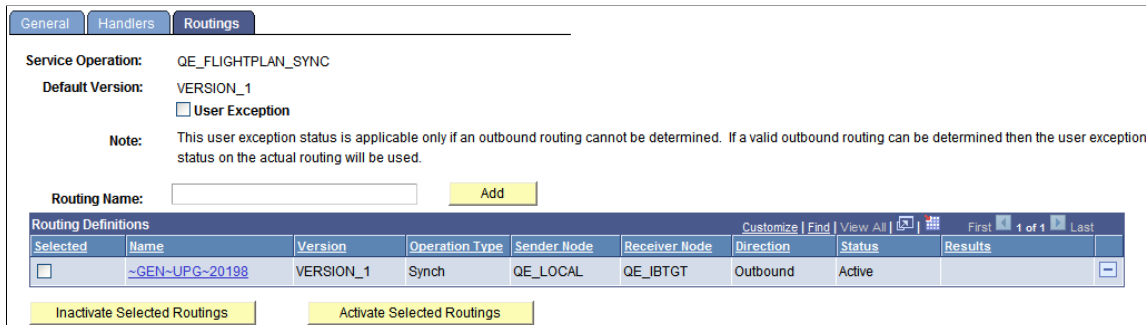 General Handlers Routings
Service Operation: QE_FLIGHTPLAN_SYNC
Default Version: VERSION_1
User Exception
Note: This user exception status is applicable only if an outbound routing cannot be determined. If a valid outbound routing can be determined then the user exception
status on the actual routing will be used.
Routing Name: Add
Routing Definitions Customize | Find | View All | First 1 of 1 Last
Selected Name Version Operation Type Sender Node Receiver Node Direction Status Results
~GEN~UPG~20198 VERSION_1 Synch QE_LOCAL QE_IBTGT Outbound Active
Inactivate Selected Routings Activate Selected Routings